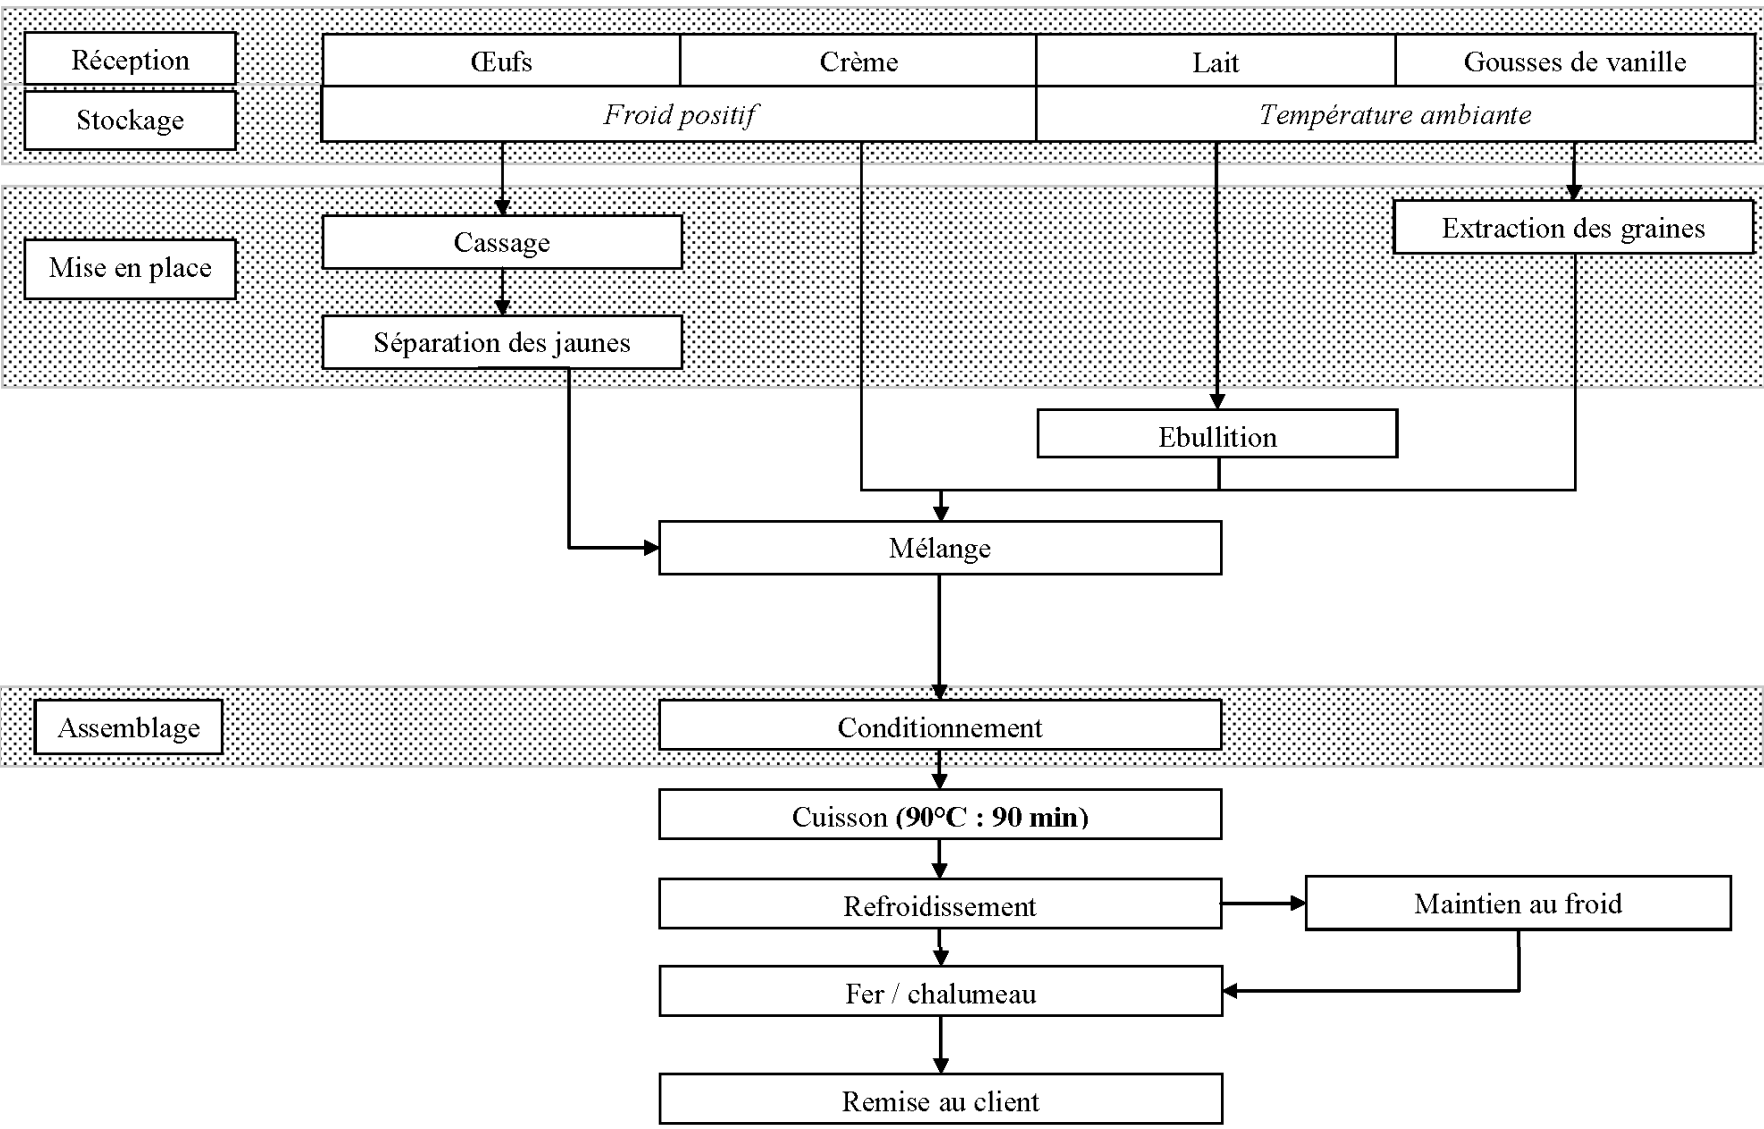 Réception
Œufs
Crème
Lait
Gousses de vanille
Stockage
Froid positif
Température ambiante
Cassage
Extraction des graines
Mise en place
Séparation des jaunes
Ebullition
Mélange
Assemblage
Conditionnement
Cuisson (90°C : 90 min)
Refroidissement
Maintien au froid
Fer / chalumeau
Remise au client